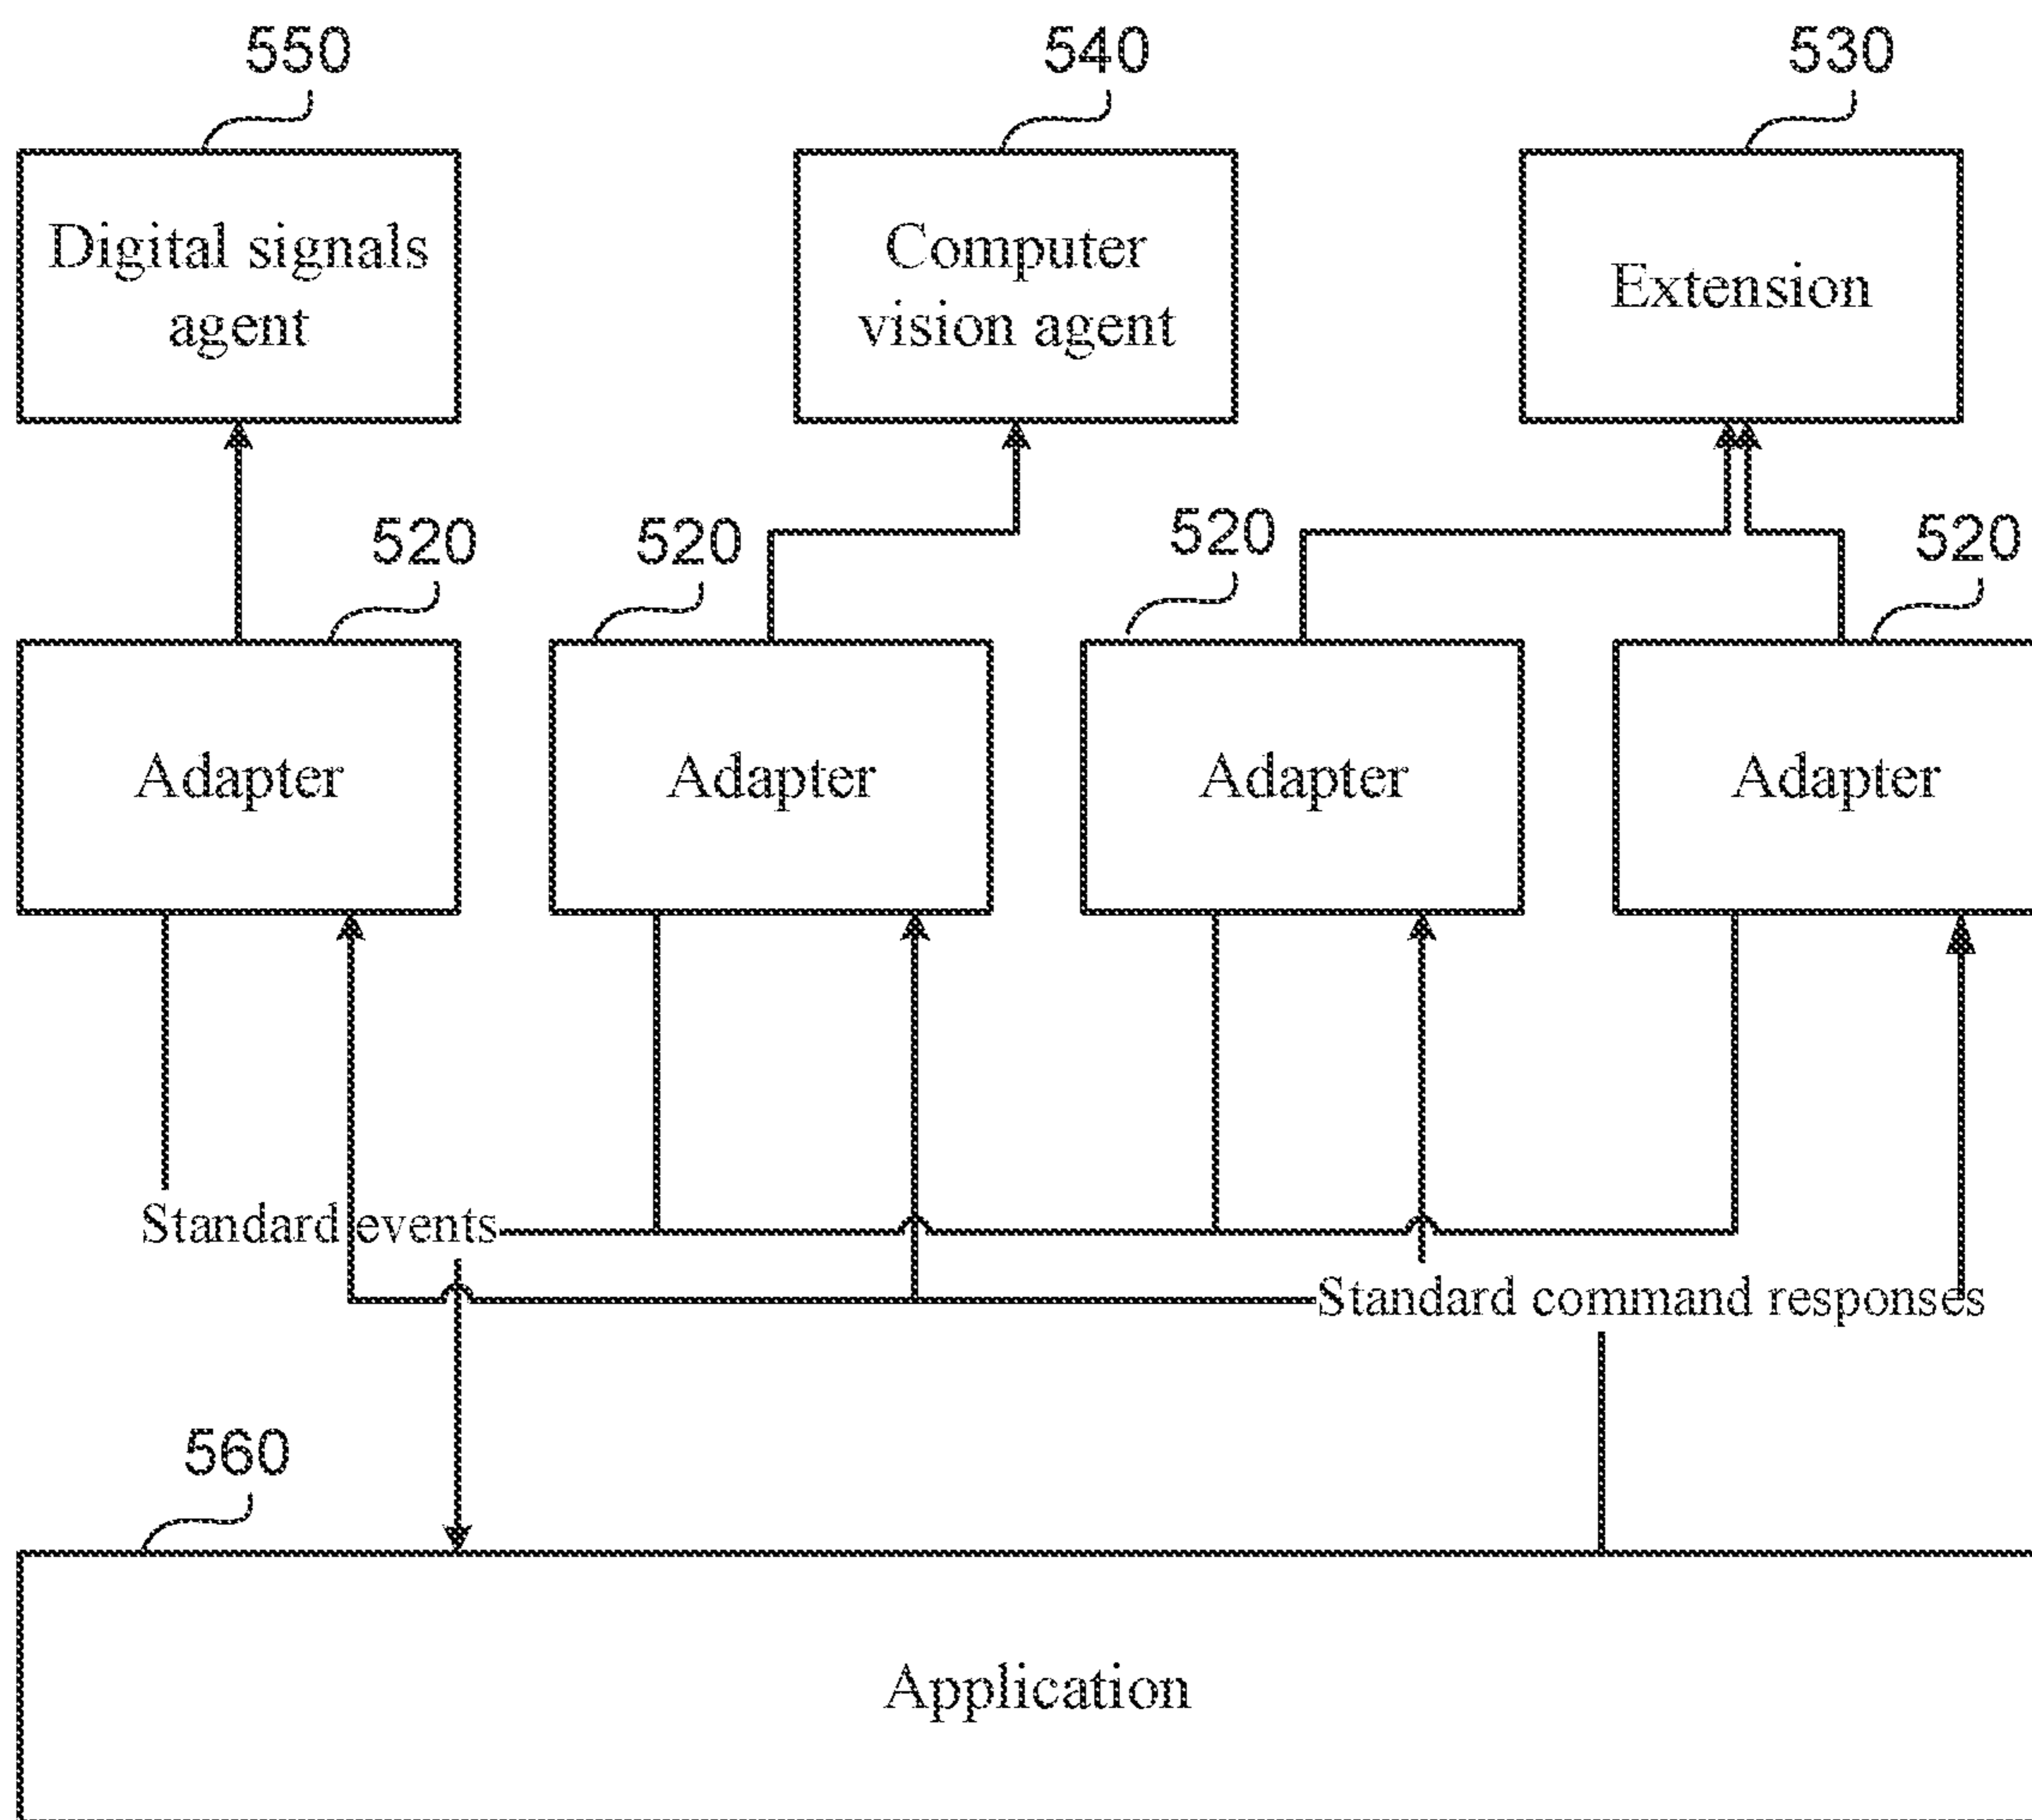 550
540
530
Digital signals
agent
Computer
vision agent
Extension
520
520
520
520
Adapter
Adapter
Adapter
Adapter
Standard events
Standard command responses
560
Application